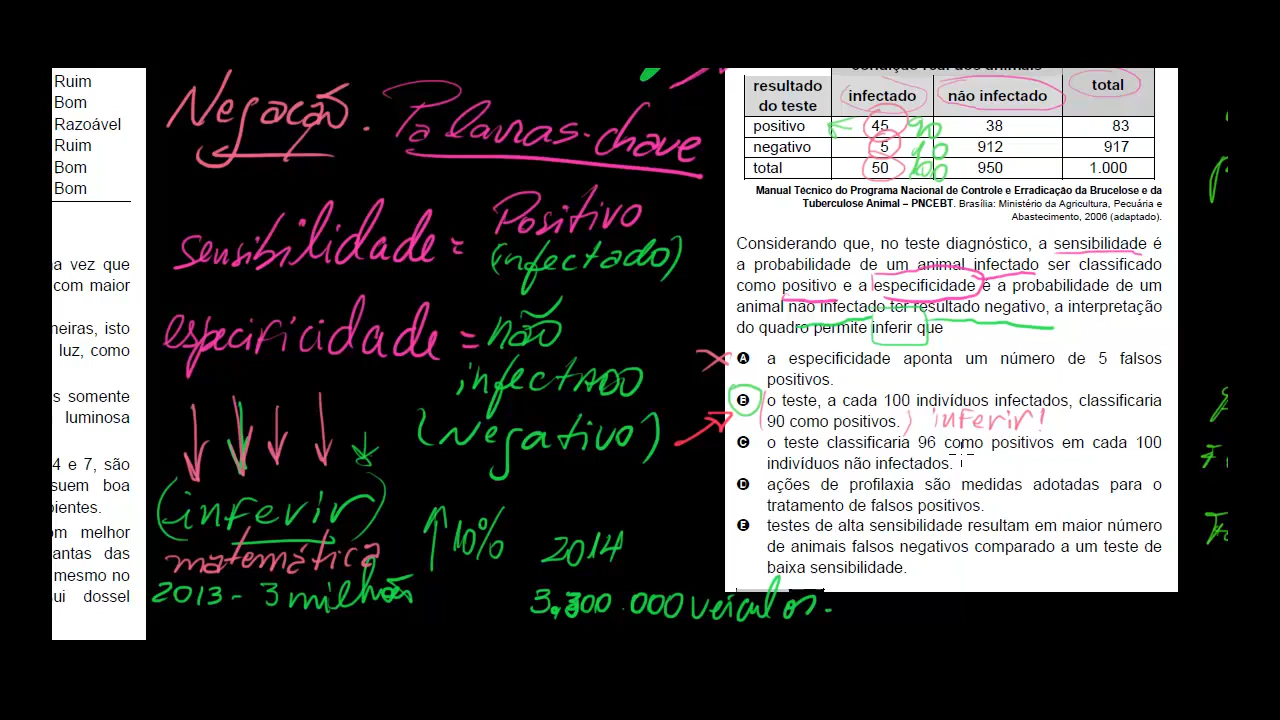 Ruim
Bom
Razoável
Ruim
Bom
Bom
a vez que
com maior
neiras, isto
luz, como
s somente
luminosa
4 e 7, são
suem boa
pientes.
om melhor
antas das
mesmo no
sui dossel
Negação. Palavras-chave
sensibilidade = Positivo
(infectado)
especificidade = não
infectado
(Negativo)
(inferir)
matemática
2013 - 3 milhões
10% 2014
3.300.000 veículos.
condição real dos animais
resultado do teste infectado não infectado total
positivo 45 90 38 83
negativo 5 10 912 917
total 50 100 950 1.000
Manual Técnico do Programa Nacional de Controle e Erradicação da Brucelose e da
Tuberculose Animal – PNCEBT. Brasília: Ministério da Agricultura, Pecuária e
Abastecimento, 2006 (adaptado).
Considerando que, no teste diagnóstico, a sensibilidade é
a probabilidade de um animal infectado ser classificado
como positivo e a especificidade é a probabilidade de um
animal não infectado ter resultado negativo, a interpretação
do quadro permite inferir que
A a especificidade aponta um número de 5 falsos
positivos.
B o teste, a cada 100 indivíduos infectados, classificaria
90 como positivos. ) inferir!
C o teste classificaria 96 como positivos em cada 100
indivíduos não infectados.
D ações de profilaxia são medidas adotadas para o
tratamento de falsos positivos.
E testes de alta sensibilidade resultam em maior número
de animais falsos negativos comparado a um teste de
baixa sensibilidade.